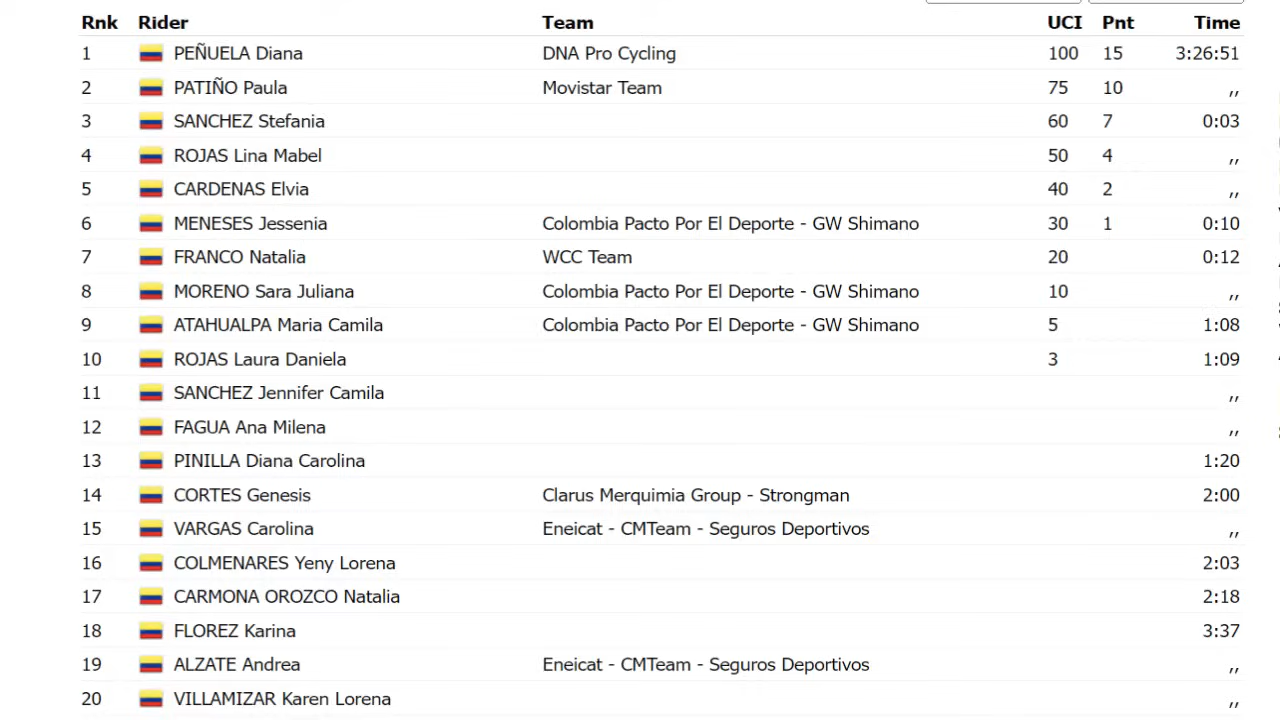 Rnk Rider Team UCI Pnt Time
1 PEÑUELA Diana DNA Pro Cycling 100 15 3:26:51
2 PATIÑO Paula Movistar Team 75 10 ,,
3 SANCHEZ Stefania 60 7 0:03
4 ROJAS Lina Mabel 50 4 ,,
5 CARDENAS Elvia 40 2 ,,
6 MENESES Jessenia Colombia Pacto Por El Deporte - GW Shimano 30 1 0:10
7 FRANCO Natalia WCC Team 20 0:12
8 MORENO Sara Juliana Colombia Pacto Por El Deporte - GW Shimano 10 ,,
9 ATAHUALPA Maria Camila Colombia Pacto Por El Deporte - GW Shimano 5 1:08
10 ROJAS Laura Daniela 3 1:09
11 SANCHEZ Jennifer Camila ,,
12 FAGUA Ana Milena ,,
13 PINILLA Diana Carolina 1:20
14 CORTES Genesis Clarus Merquimia Group - Strongman 2:00
15 VARGAS Carolina Eneicat - CMTeam - Seguros Deportivos ,,
16 COLMENARES Yeny Lorena 2:03
17 CARMONA OROZCO Natalia 2:18
18 FLOREZ Karina 3:37
19 ALZATE Andrea Eneicat - CMTeam - Seguros Deportivos ,,
20 VILLAMIZAR Karen Lorena ,,